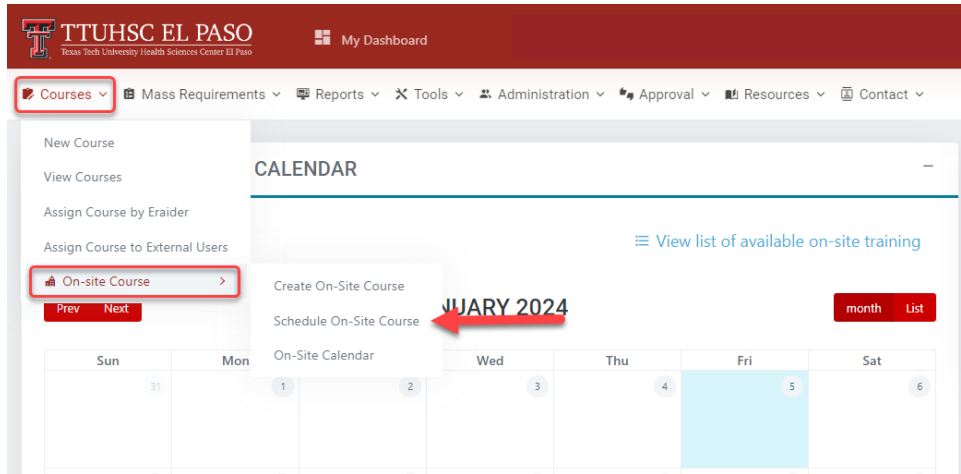 TTUHSC EL PASO
Texas Tech University Health Sciences Center El Paso
My Dashboard
Courses
Mass Requirements
Reports
Tools
Administration
Approval
Resources
Contact
New Course
View Courses
Assign Course by Eraider
Assign Course to External Users
On-site Course
Create On-Site Course
Schedule On-Site Course
On-Site Calendar
CALENDAR
View list of available on-site training
Prev Next
NUARY 2024
month List
Sun Mon Wed Thu Fri Sat
31 1 2 3 4 5 6